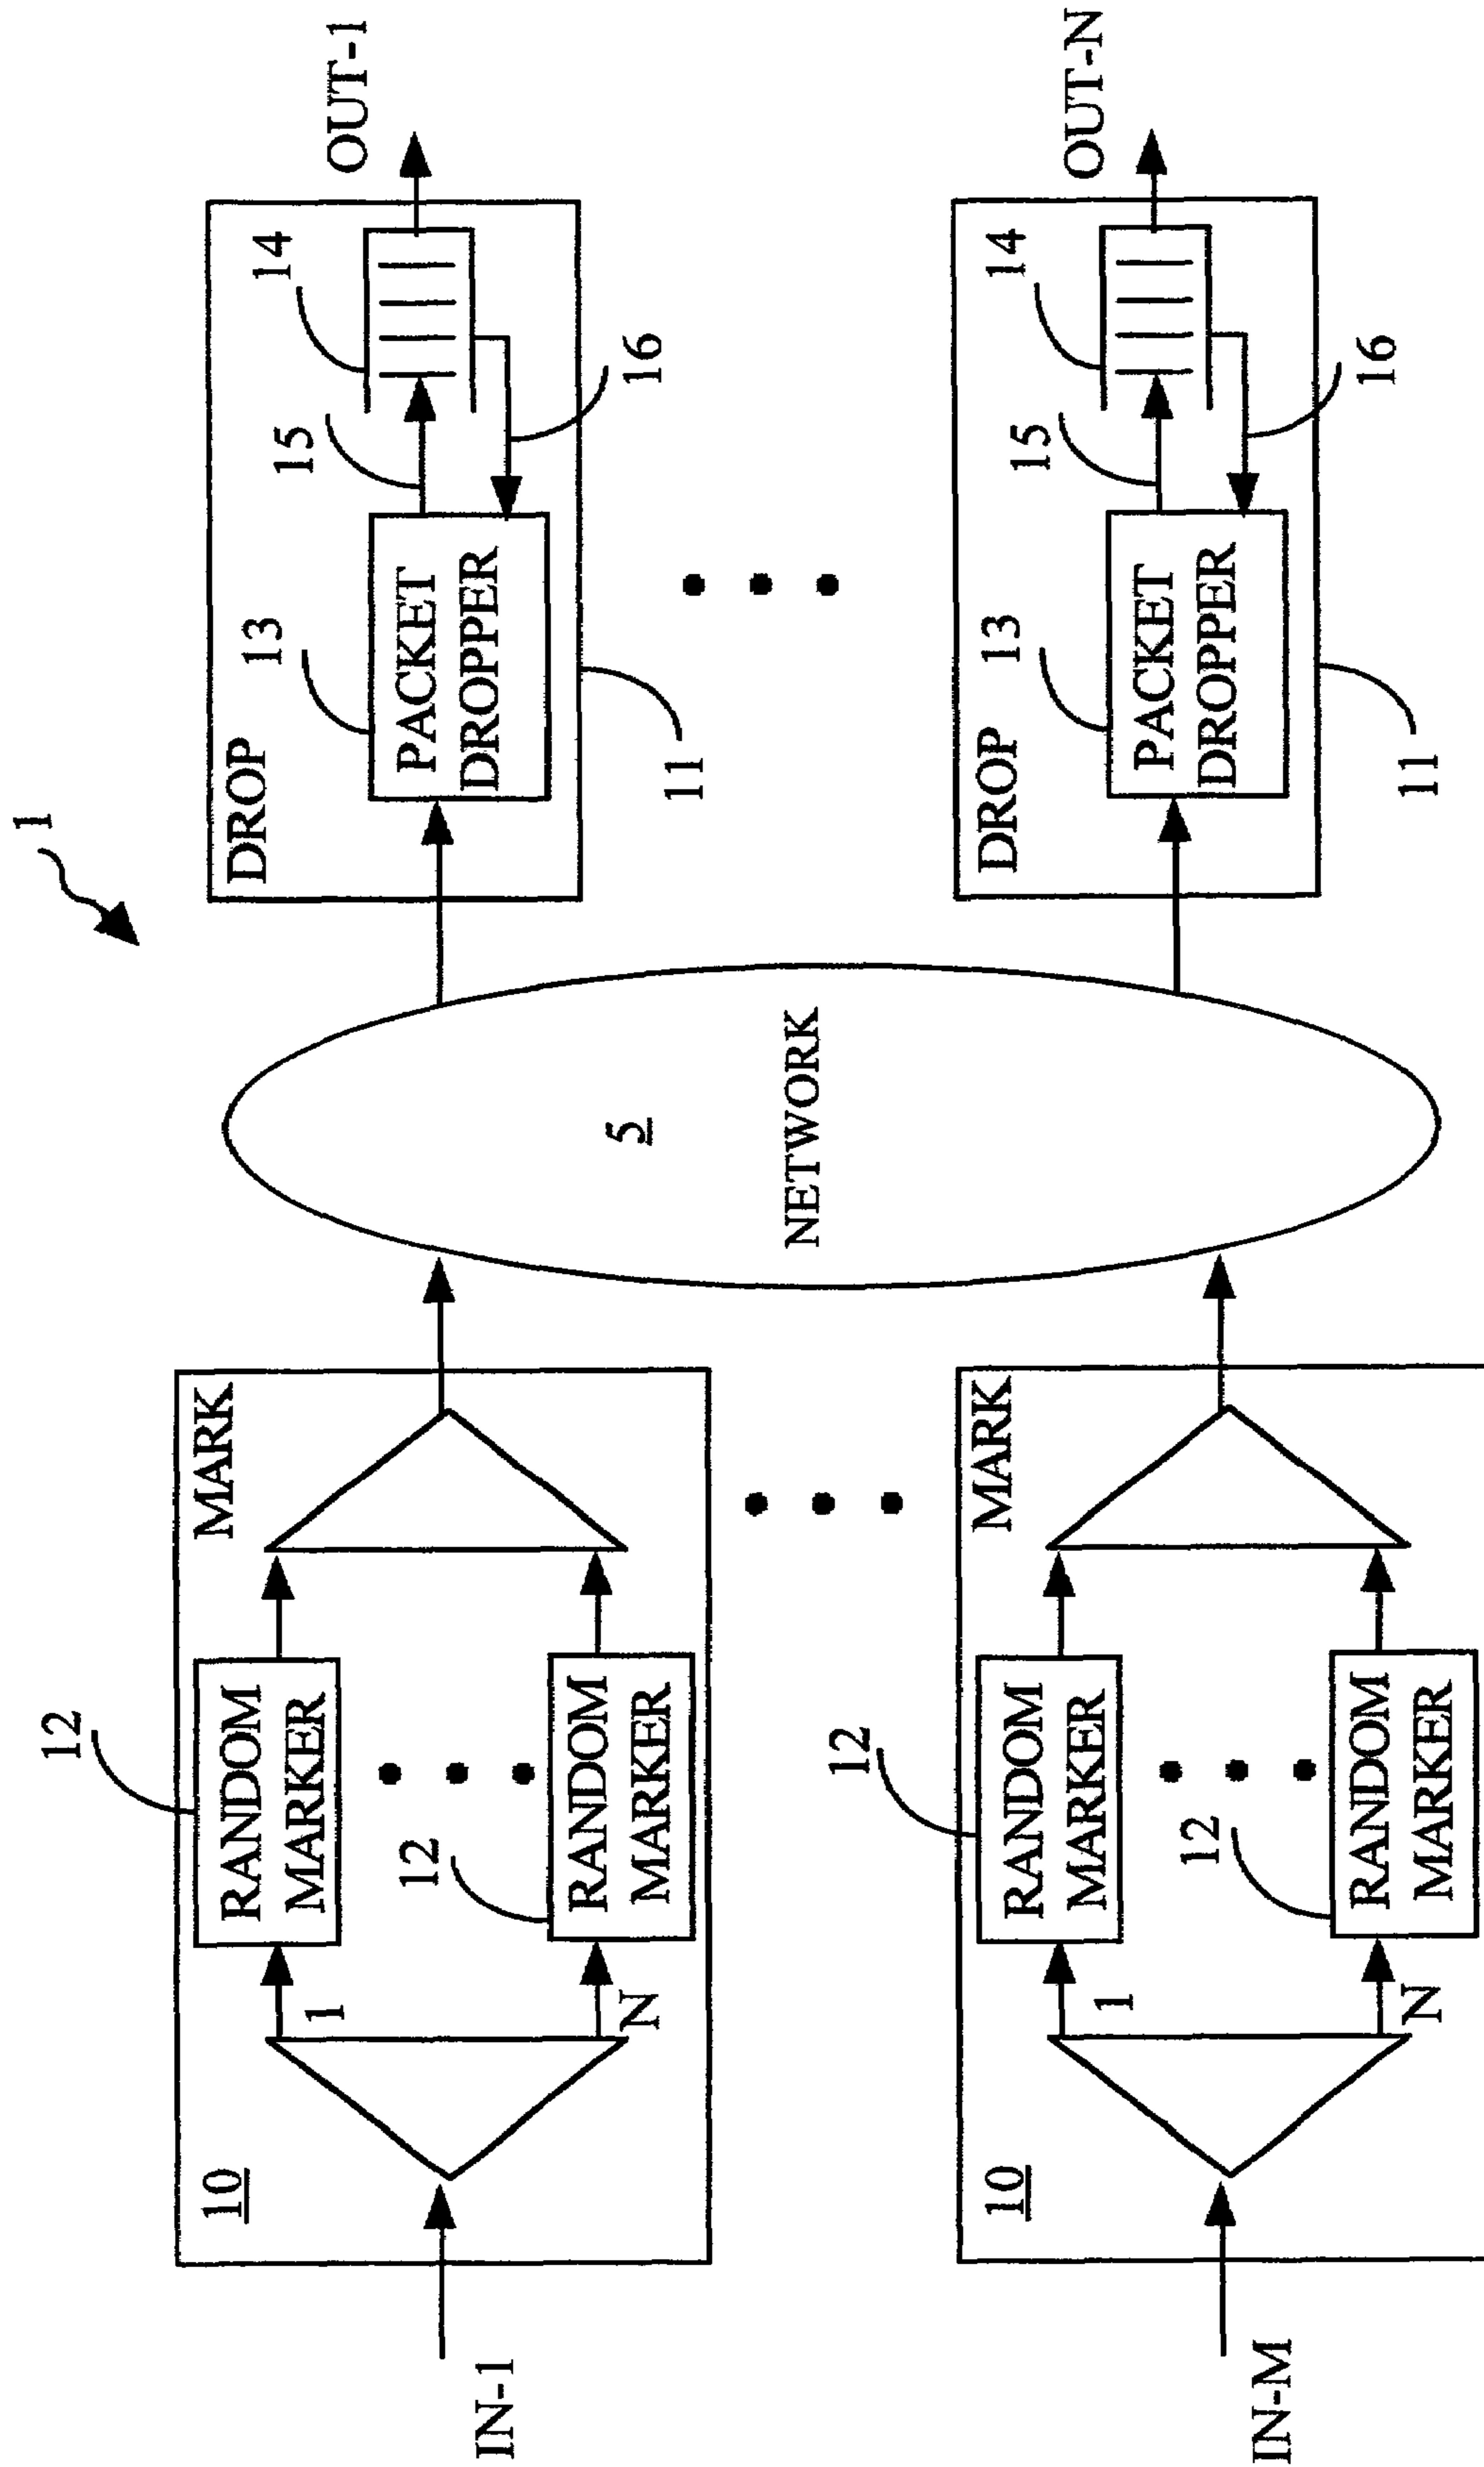 1
MARK
10
12
RANDOM
MARKER
12
RANDOM
MARKER
1
N
IN-1
MARK
10
12
RANDOM
MARKER
12
RANDOM
MARKER
1
N
IN-M
5
NETWORK
DROP
13
PACKET
DROPPER
14
15
16
11
OUT-1
DROP
13
PACKET
DROPPER
14
15
16
11
OUT-N